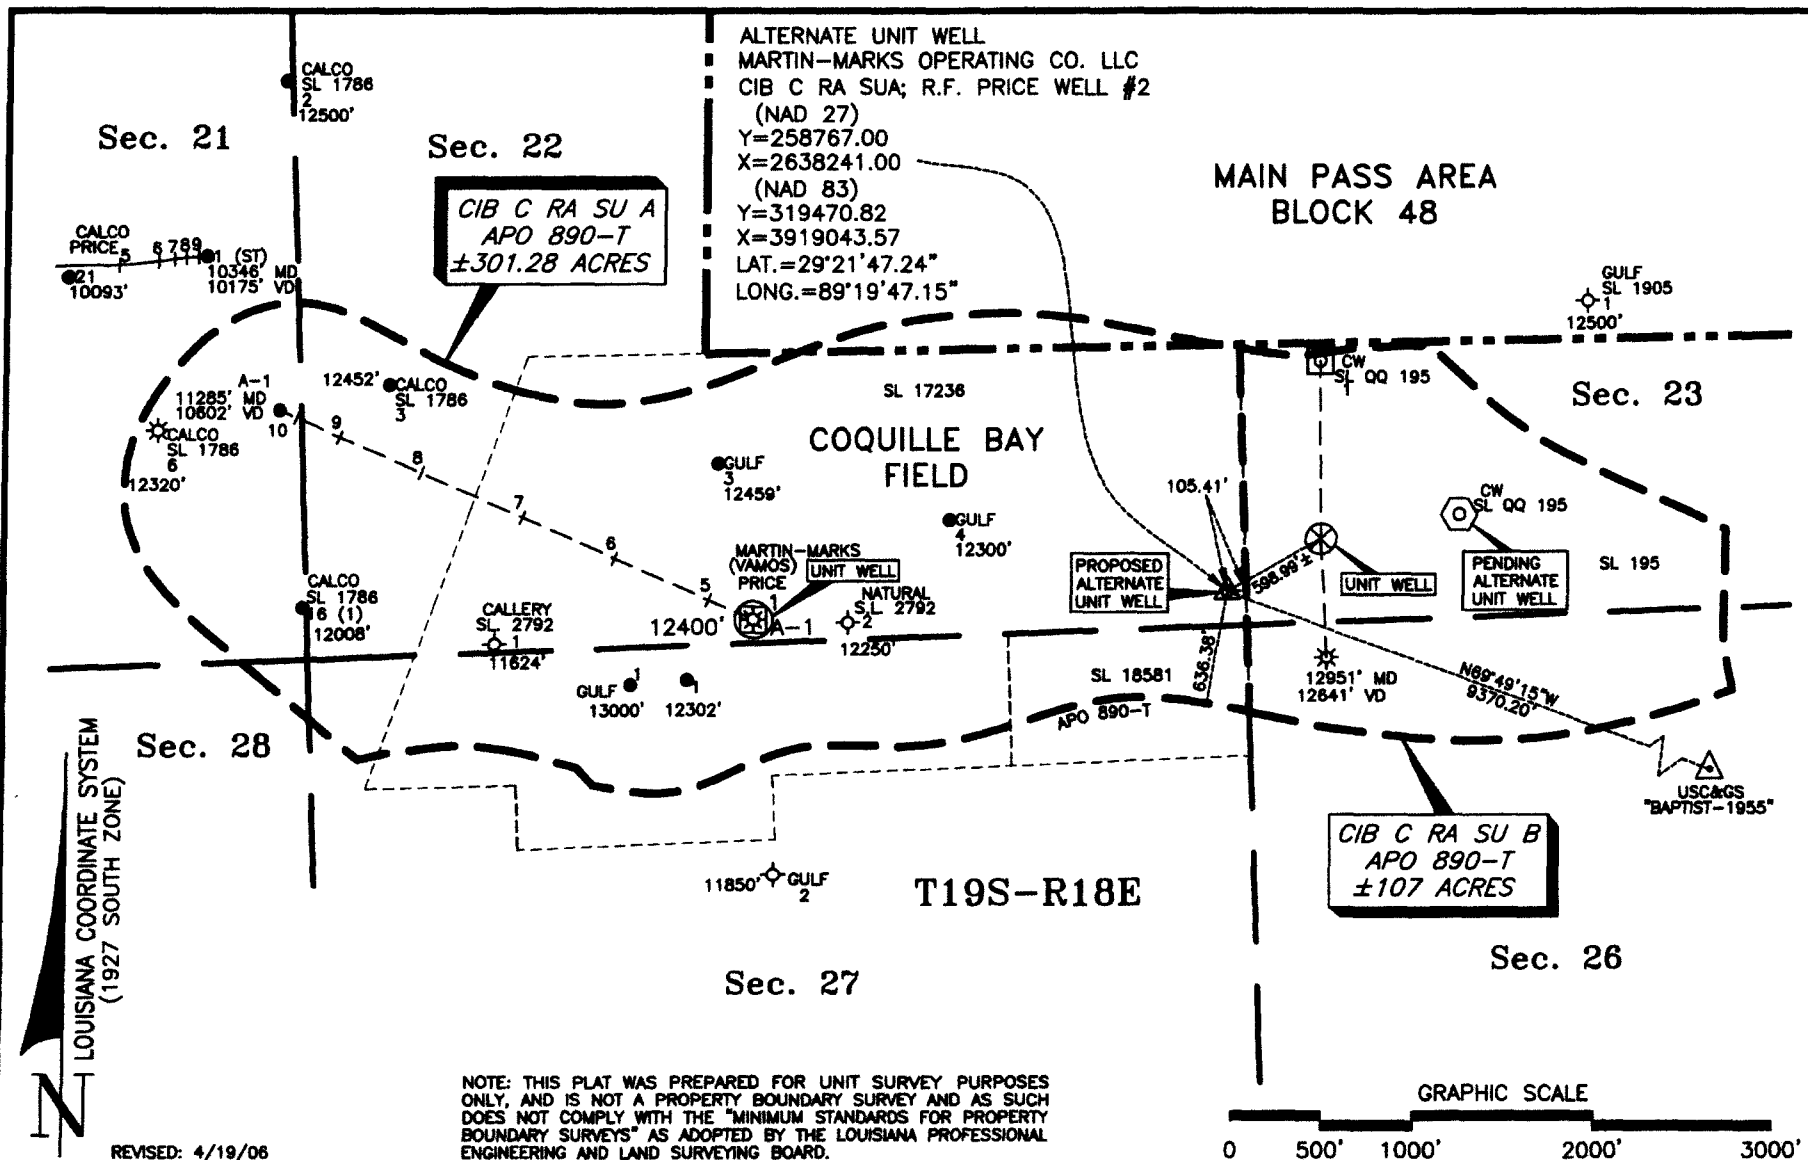 ALTERNATE UNIT WELL
MARTIN-MARKS OPERATING CO. LLC
CIB C RA SUA; R.F. PRICE WELL #2
(NAD 27)
Y=258767.00
X=2638241.00
(NAD 83)
Y=319470.82
X=3919043.57
LAT.=29°21'47.24"
LONG.=89°19'47.15"
CALCO
SL 1786
2
12500'
Sec. 21
Sec. 22
CIB C RA SU A
APO 890-T
±301.28 ACRES
MAIN PASS AREA
BLOCK 48
CALCO
PRICE
5 6 7 8 9
1 (ST)
10346' MD
10175' VD
21
10093'
GULF
SL 1905
1
12500'
A-1
11285' MD
10602' VD
10
12452'
CALCO
SL 1786
3
CALCO
SL 1786
6
12320'
9
8
7
6
5
SL 17236
COQUILLE BAY
FIELD
GULF
3
12459'
GULF
4
12300'
CW
SL QQ 195
1
Sec. 23
105.41'
CW
SL QQ 195
PROPOSED
ALTERNATE
UNIT WELL
598.99'±
UNIT WELL
PENDING
ALTERNATE
UNIT WELL
SL 195
MARTIN-MARKS
(VAMOS)
PRICE
UNIT WELL
1
A-1
12400'
NATURAL
S.L. 2792
2
12250'
CALCO
SL 1786
16 (1)
12008'
CALLERY
SL 2792
1
11624'
GULF
1
13000'
1
12302'
SL 18581
636.38'
APO 890-T
12951' MD
12641' VD
N69°49'15"W
9370.20'
USC&GS
"BAPTIST-1955"
Sec. 28
CIB C RA SU B
APO 890-T
±107 ACRES
11850'
GULF
2
T19S-R18E
Sec. 27
Sec. 26
LOUISIANA COORDINATE SYSTEM
(1927 SOUTH ZONE)
N
NOTE: THIS PLAT WAS PREPARED FOR UNIT SURVEY PURPOSES
ONLY, AND IS NOT A PROPERTY BOUNDARY SURVEY AND AS SUCH
DOES NOT COMPLY WITH THE "MINIMUM STANDARDS FOR PROPERTY
BOUNDARY SURVEYS" AS ADOPTED BY THE LOUISIANA PROFESSIONAL
ENGINEERING AND LAND SURVEYING BOARD.
REVISED: 4/19/06
GRAPHIC SCALE
0 500' 1000' 2000' 3000'